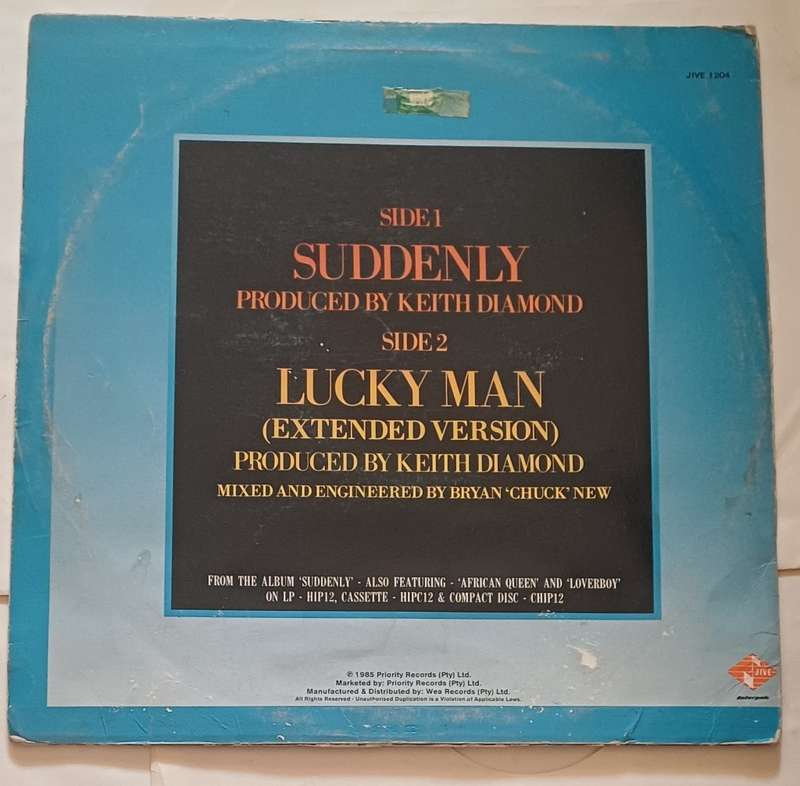 JIVE 1204
SIDE 1
SUDDENLY
PRODUCED BY KEITH DIAMOND
SIDE 2
LUCKY MAN
(EXTENDED VERSION)
PRODUCED BY KEITH DIAMOND
MIXED AND ENGINEERED BY BRYAN 'CHUCK' NEW
FROM THE ALBUM 'SUDDENLY' - ALSO FEATURING - 'AFRICAN QUEEN' AND 'LOVERBOY'
ON LP - HIP12, CASSETTE - HIPC12 & COMPACT DISC - CHIP12
℗ 1985 Priority Records (Pty) Ltd.
Marketed by: Priority Records (Pty) Ltd.
Manufactured & Distributed by: Wea Records (Pty) Ltd.
All Rights Reserved - Unauthorised Duplication is a Violation of Applicable Laws.
JIVE